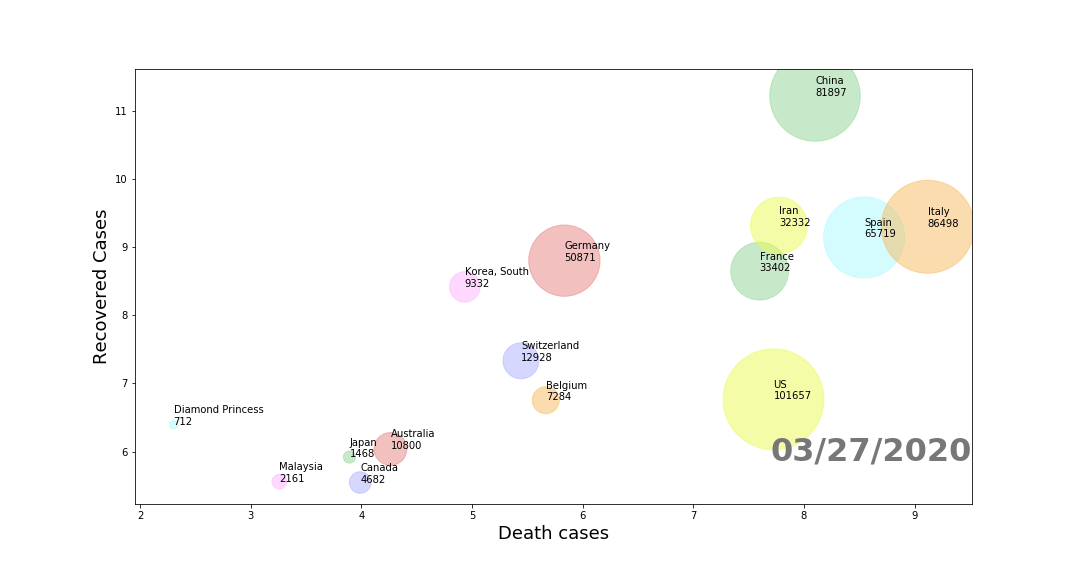 China
81897
11
10
Iran
32332
Italy
86498
Spain
65719
9
Germany
50871
France
33402
Korea, South
9332
8
Recovered Cases
Switzerland
12928
7
Belgium
7284
US
101657
Diamond Princess
712
6
Japan
1468
Australia
10800
03/27/2020
Malaysia
2161
Canada
4682
2 3 4 5 6 7 8 9
Death cases